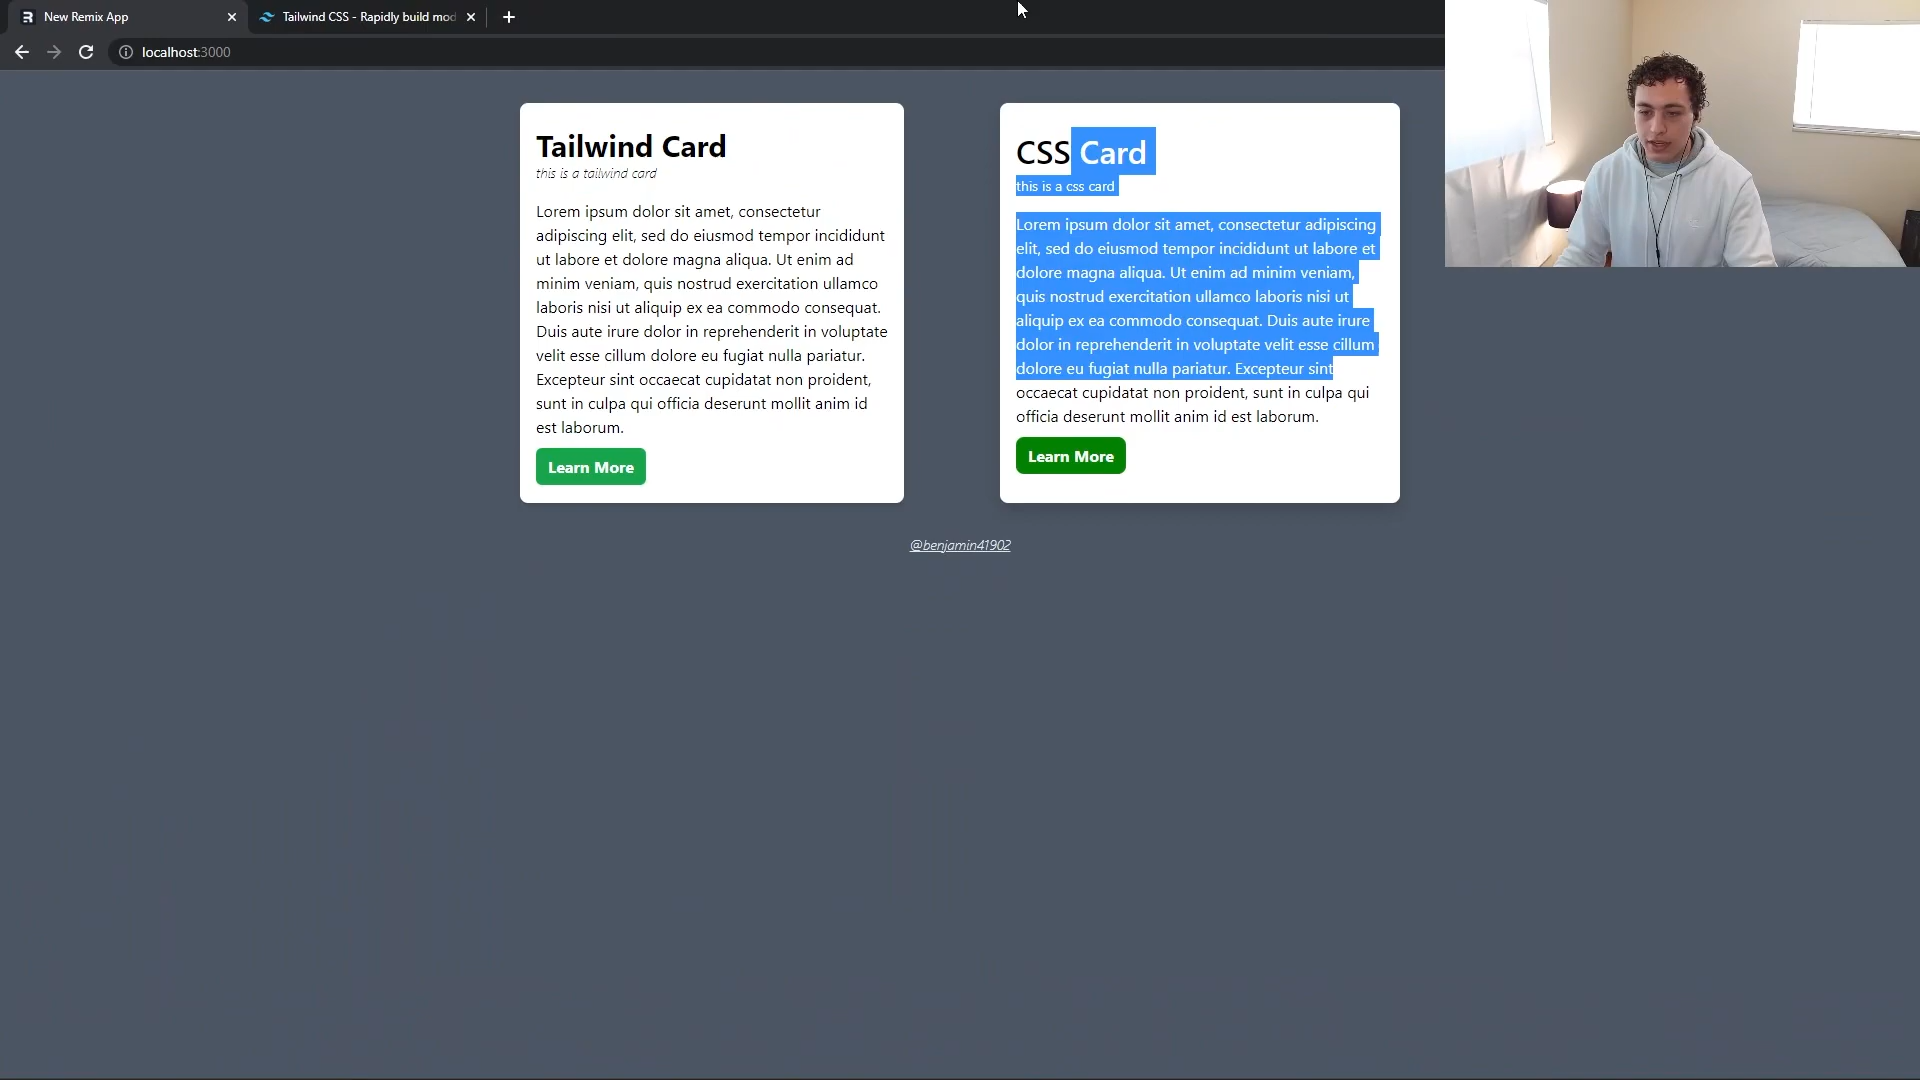 New Remix App
Tailwind CSS - Rapidly build mod
localhost:3000
Tailwind Card
this is a tailwind card
Lorem ipsum dolor sit amet, consectetur
adipiscing elit, sed do eiusmod tempor incididunt
ut labore et dolore magna aliqua. Ut enim ad
minim veniam, quis nostrud exercitation ullamco
laboris nisi ut aliquip ex ea commodo consequat.
Duis aute irure dolor in reprehenderit in voluptate
velit esse cillum dolore eu fugiat nulla pariatur.
Excepteur sint occaecat cupidatat non proident,
sunt in culpa qui officia deserunt mollit anim id
est laborum.
Learn More
CSS Card
this is a css card
Lorem ipsum dolor sit amet, consectetur adipiscing
elit, sed do eiusmod tempor incididunt ut labore et
dolore magna aliqua. Ut enim ad minim veniam,
quis nostrud exercitation ullamco laboris nisi ut
aliquip ex ea commodo consequat. Duis aute irure
dolor in reprehenderit in voluptate velit esse cillum
dolore eu fugiat nulla pariatur. Excepteur sint
occaecat cupidatat non proident, sunt in culpa qui
officia deserunt mollit anim id est laborum.
Learn More
@benjamin41902